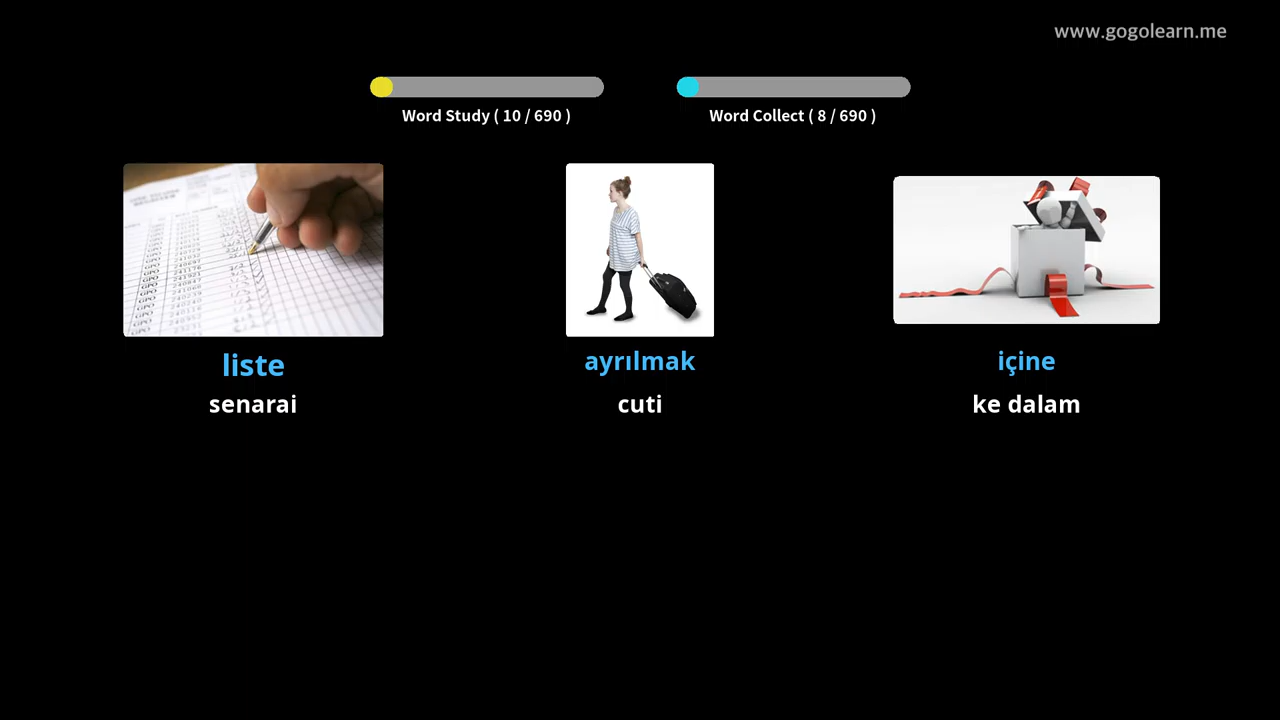 www.gogolearn.me
Word Study ( 10 / 690 )
Word Collect ( 8 / 690 )
liste
ayrılmak
içine
senarai
cuti
ke dalam